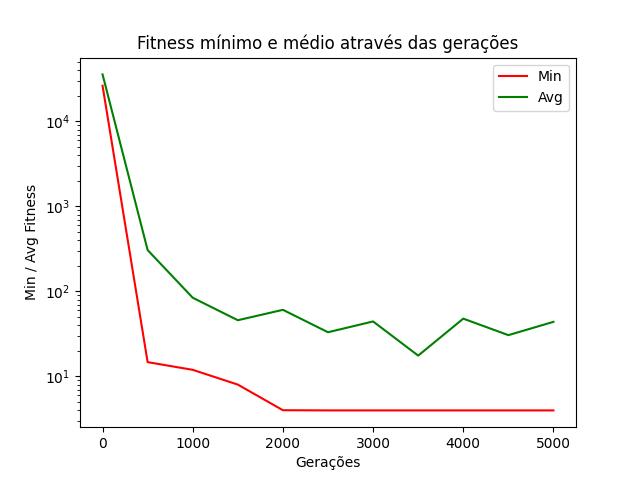 Fitness mínimo e médio através das gerações
Min
Avg
Min / Avg Fitness
10⁴
10³
10²
10¹
0 1000 2000 3000 4000 5000
Gerações